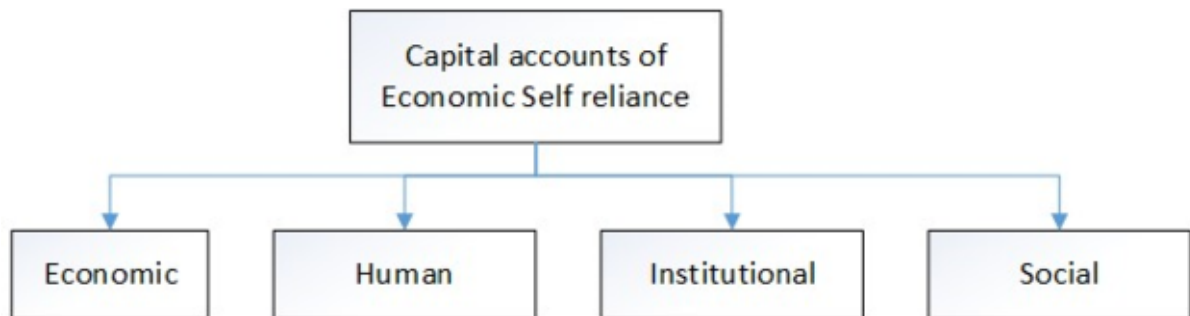 Capital accounts of
Economic Self reliance
Economic
Human
Institutional
Social